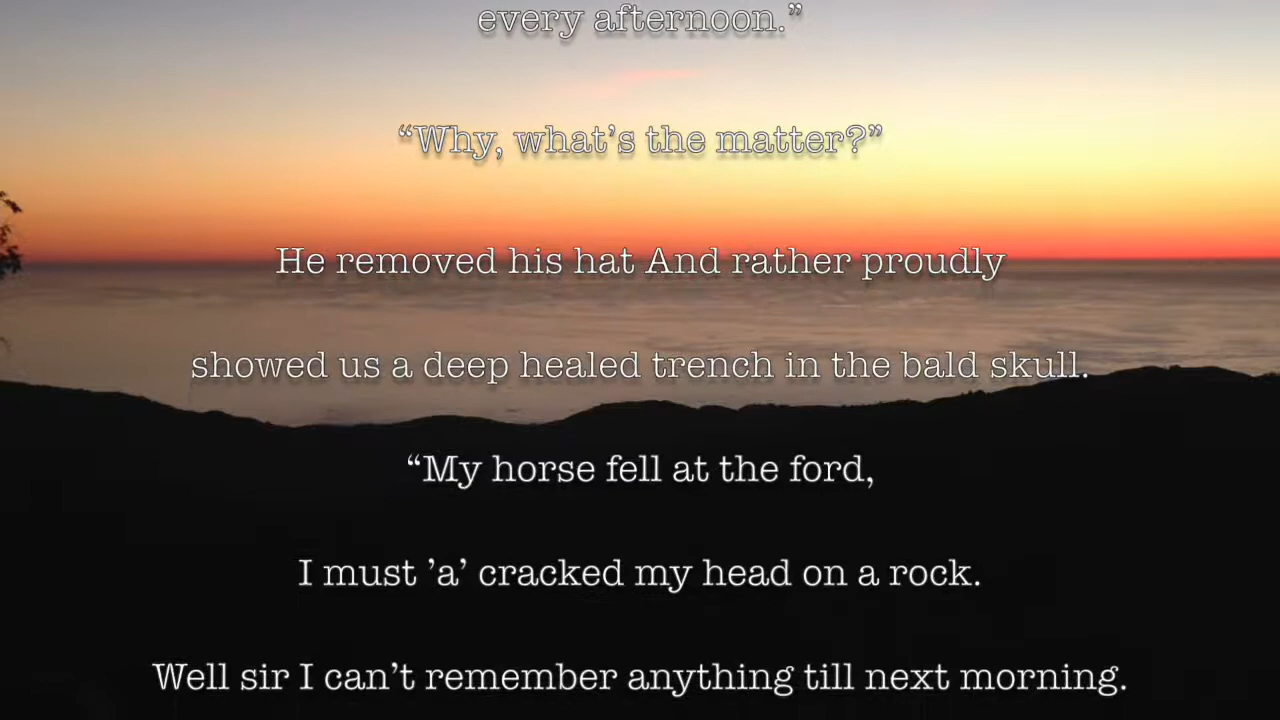 every afternoon.”
“Why, what’s the matter?”
He removed his hat And rather proudly
showed us a deep healed trench in the bald skull.
“My horse fell at the ford,
I must ’a’ cracked my head on a rock.
Well sir I can’t remember anything till next morning.